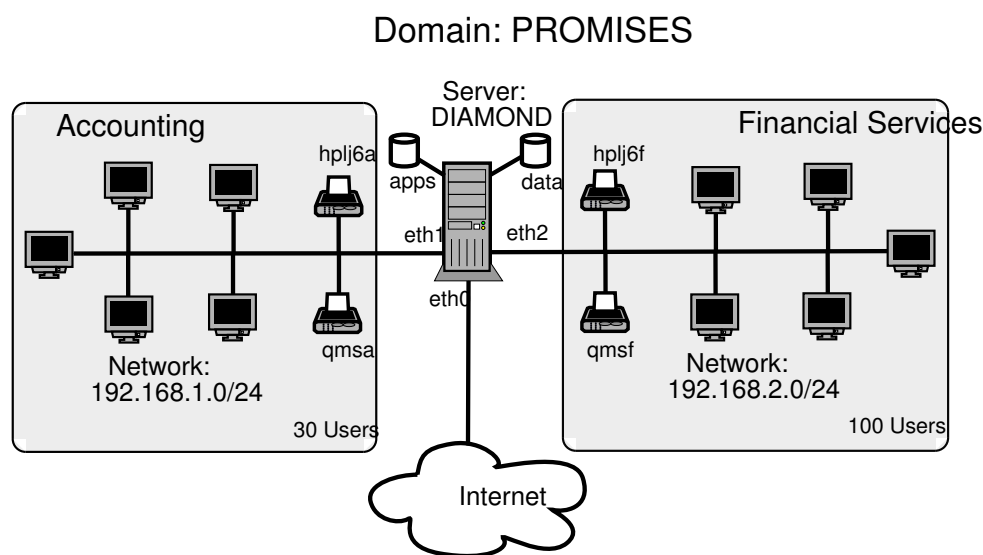 Domain: PROMISES
Server:
DIAMOND
Accounting
Financial Services
hplj6a
apps
data
hplj6f
eth1
eth2
eth0
qmsa
qmsf
Network:
192.168.1.0/24
Network:
192.168.2.0/24
30 Users
100 Users
Internet